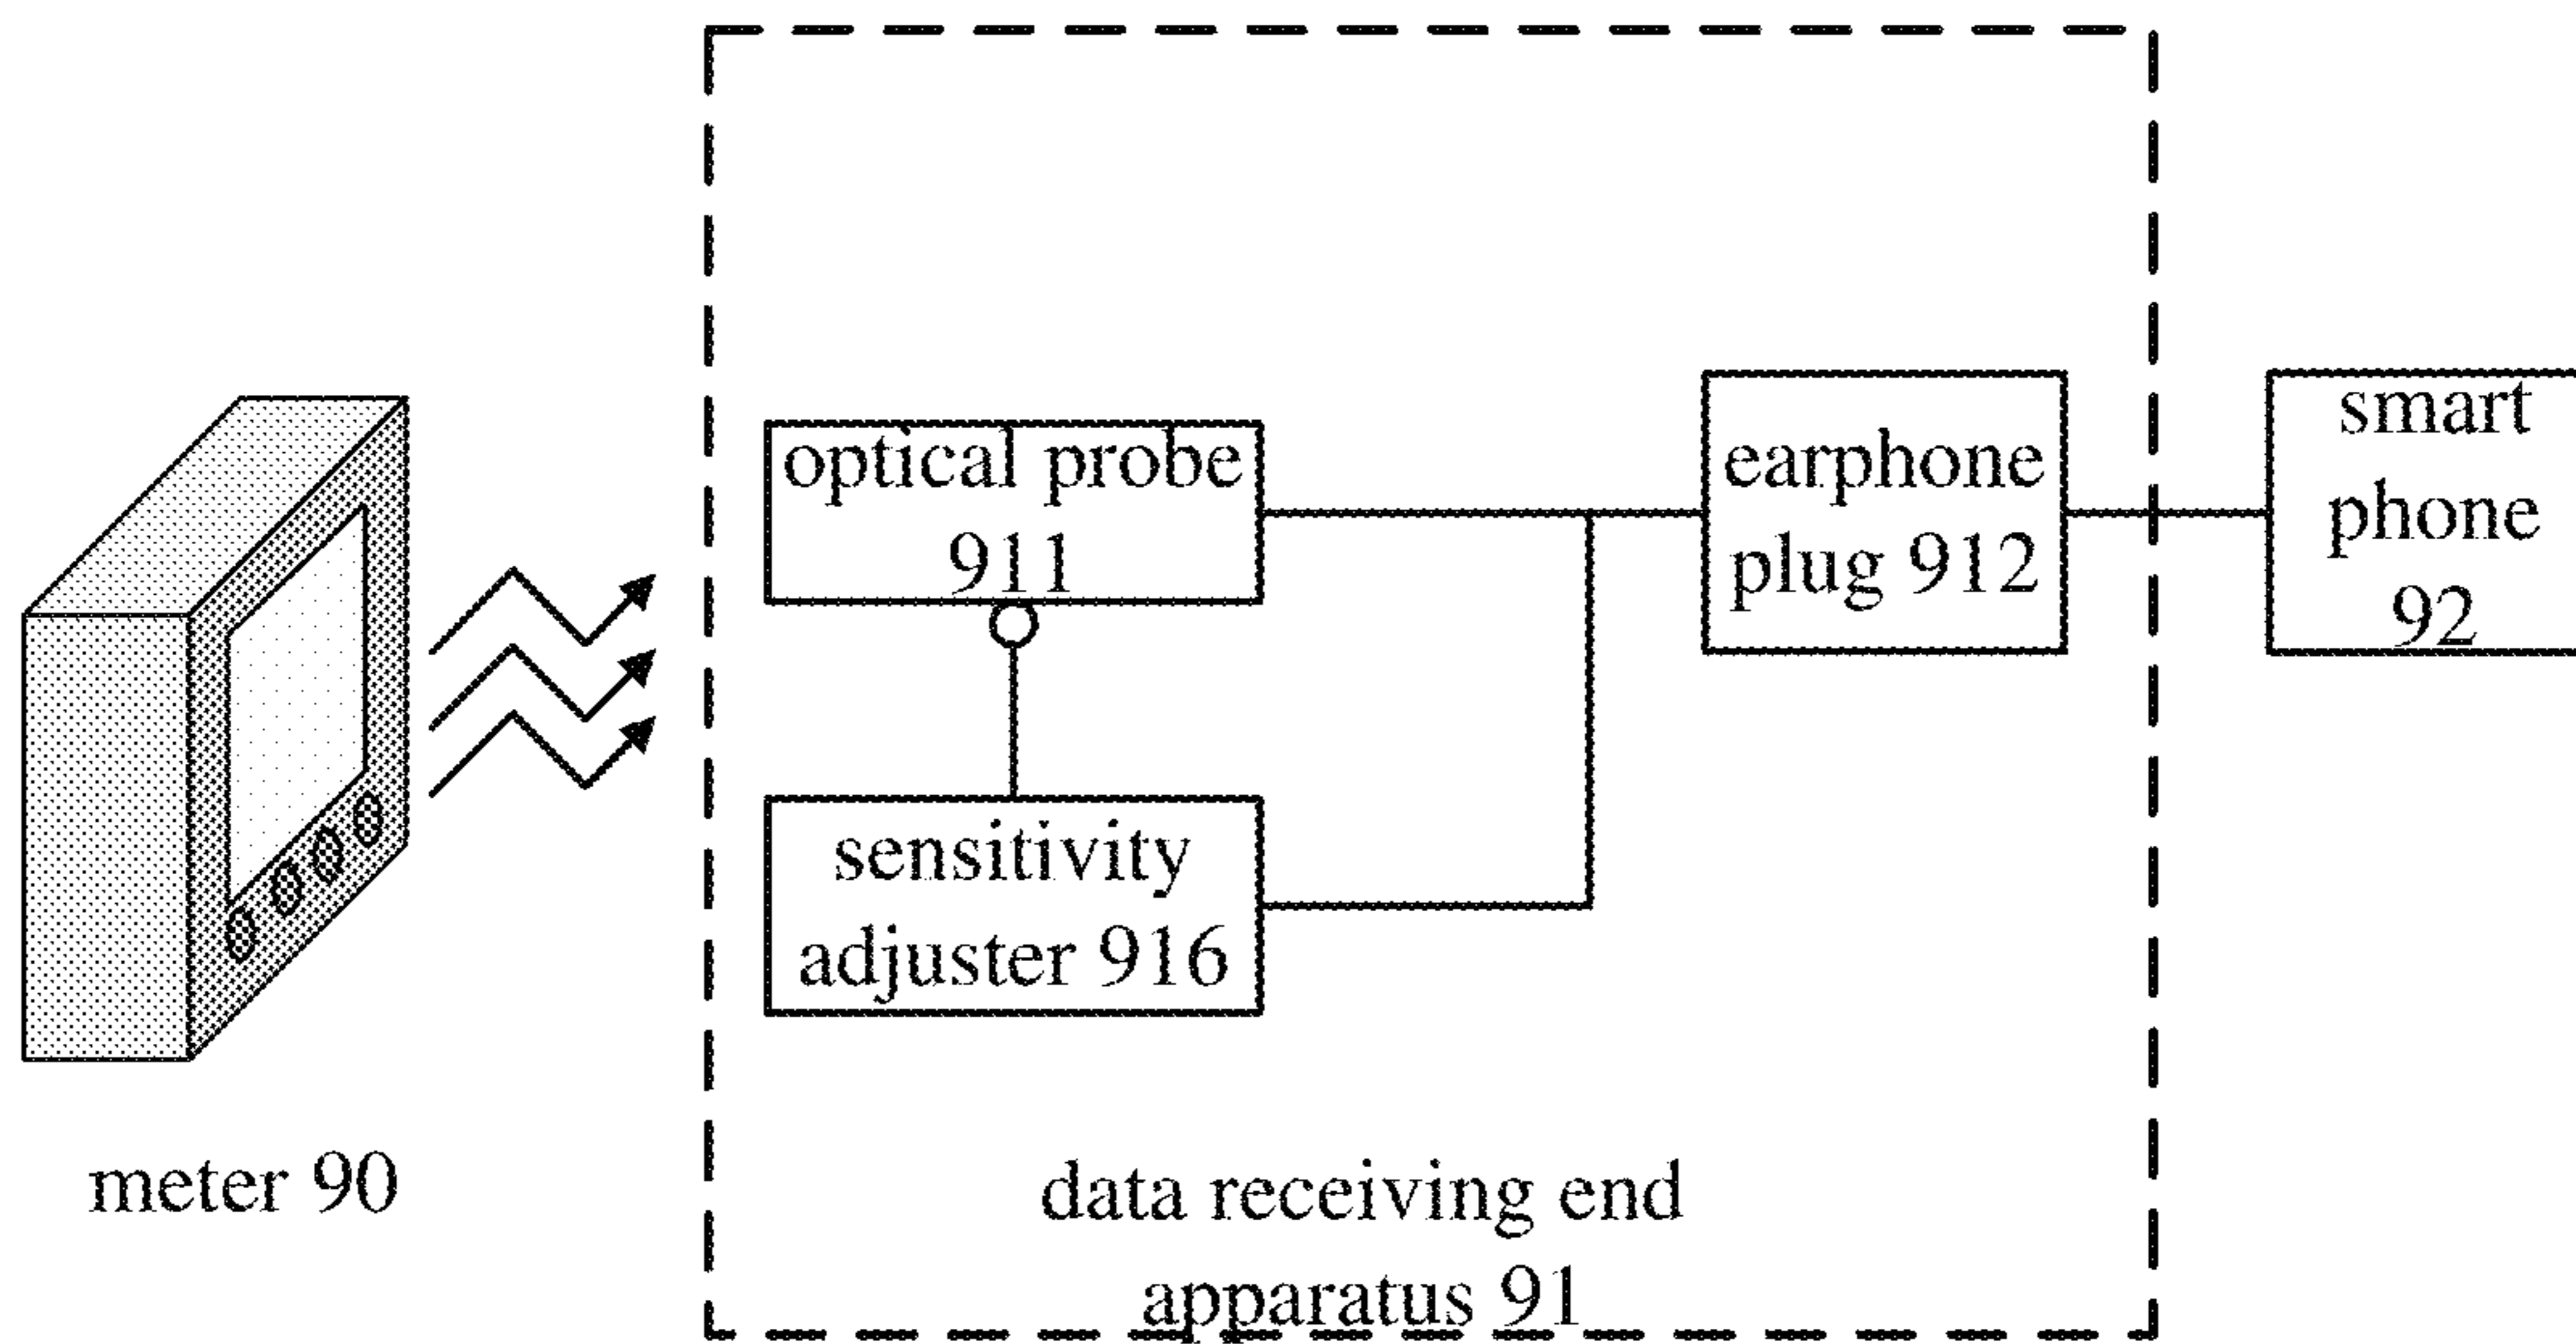 optical probe
911
earphone
plug 912
smart
phone
92
sensitivity
adjuster 916
meter 90
data receiving end
apparatus 91